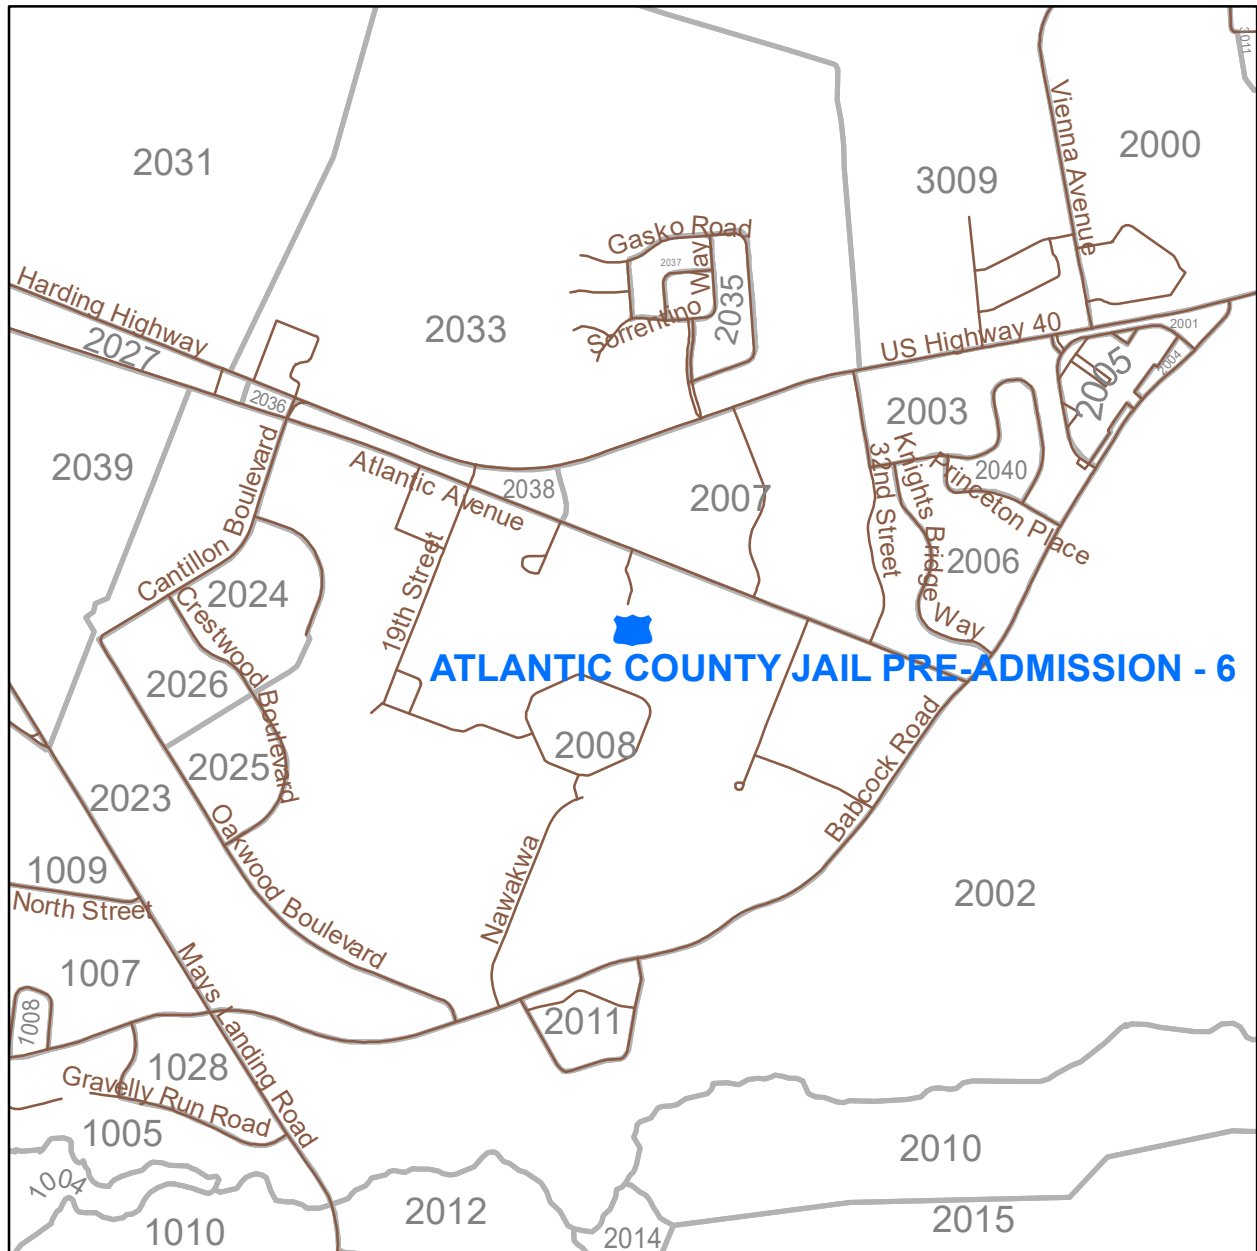 3011
2031
2000
3009
Vienna Avenue
Gasko Road
2037
Sorrentino Way
2035
Harding Highway
2027
2033
US Highway 40
2001
2004
2005
2036
2003
2039
Atlantic Avenue
2038
2007
2040
Knights Bridge Way
Princeton Place
32nd Street
2006
Cantillon Boulevard
2024
19th Street
Crestwood Boulevard
ATLANTIC COUNTY JAIL PRE-ADMISSION - 6
2026
2008
2025
2023
Babcock Road
Oakwood Boulevard
1009
North Street
Nawakwa
2002
1007
Mays Landing Road
1008
2011
1028
Gravelly Run Road
1005
2010
1004
2012
1010
2014
2015